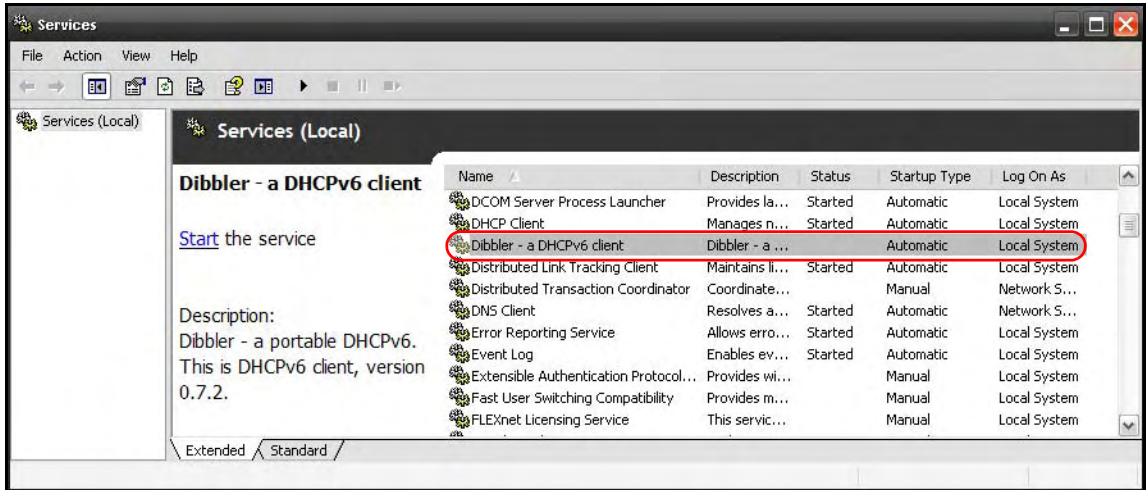 Services
File Action View Help
Services (Local)
Services (Local)
Dibbler - a DHCPv6 client
Start the service
Description:
Dibbler - a portable DHCPv6.
This is DHCPv6 client, version
0.7.2.
Name Description Status Startup Type Log On As
DCOM Server Process Launcher Provides la... Started Automatic Local System
DHCP Client Manages n... Started Automatic Local System
Dibbler - a DHCPv6 client Dibbler - a ... Automatic Local System
Distributed Link Tracking Client Maintains li... Started Automatic Local System
Distributed Transaction Coordinator Coordinate... Manual Network S...
DNS Client Resolves a... Started Automatic Network S...
Error Reporting Service Allows erro... Started Automatic Local System
Event Log Enables ev... Started Automatic Local System
Extensible Authentication Protocol... Provides wi... Manual Local System
Fast User Switching Compatibility Provides m... Manual Local System
FLEXnet Licensing Service This servic... Manual Local System
Extended Standard